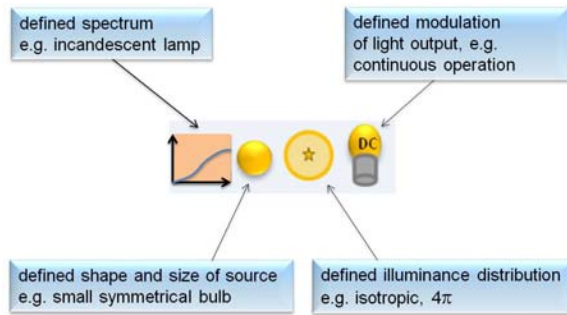 defined spectrum
e.g. incandescent lamp
defined modulation
of light output, e.g.
continuous operation
DC
defined shape and size of source
e.g. small symmetrical bulb
defined illuminance distribution
e.g. isotropic, 4π